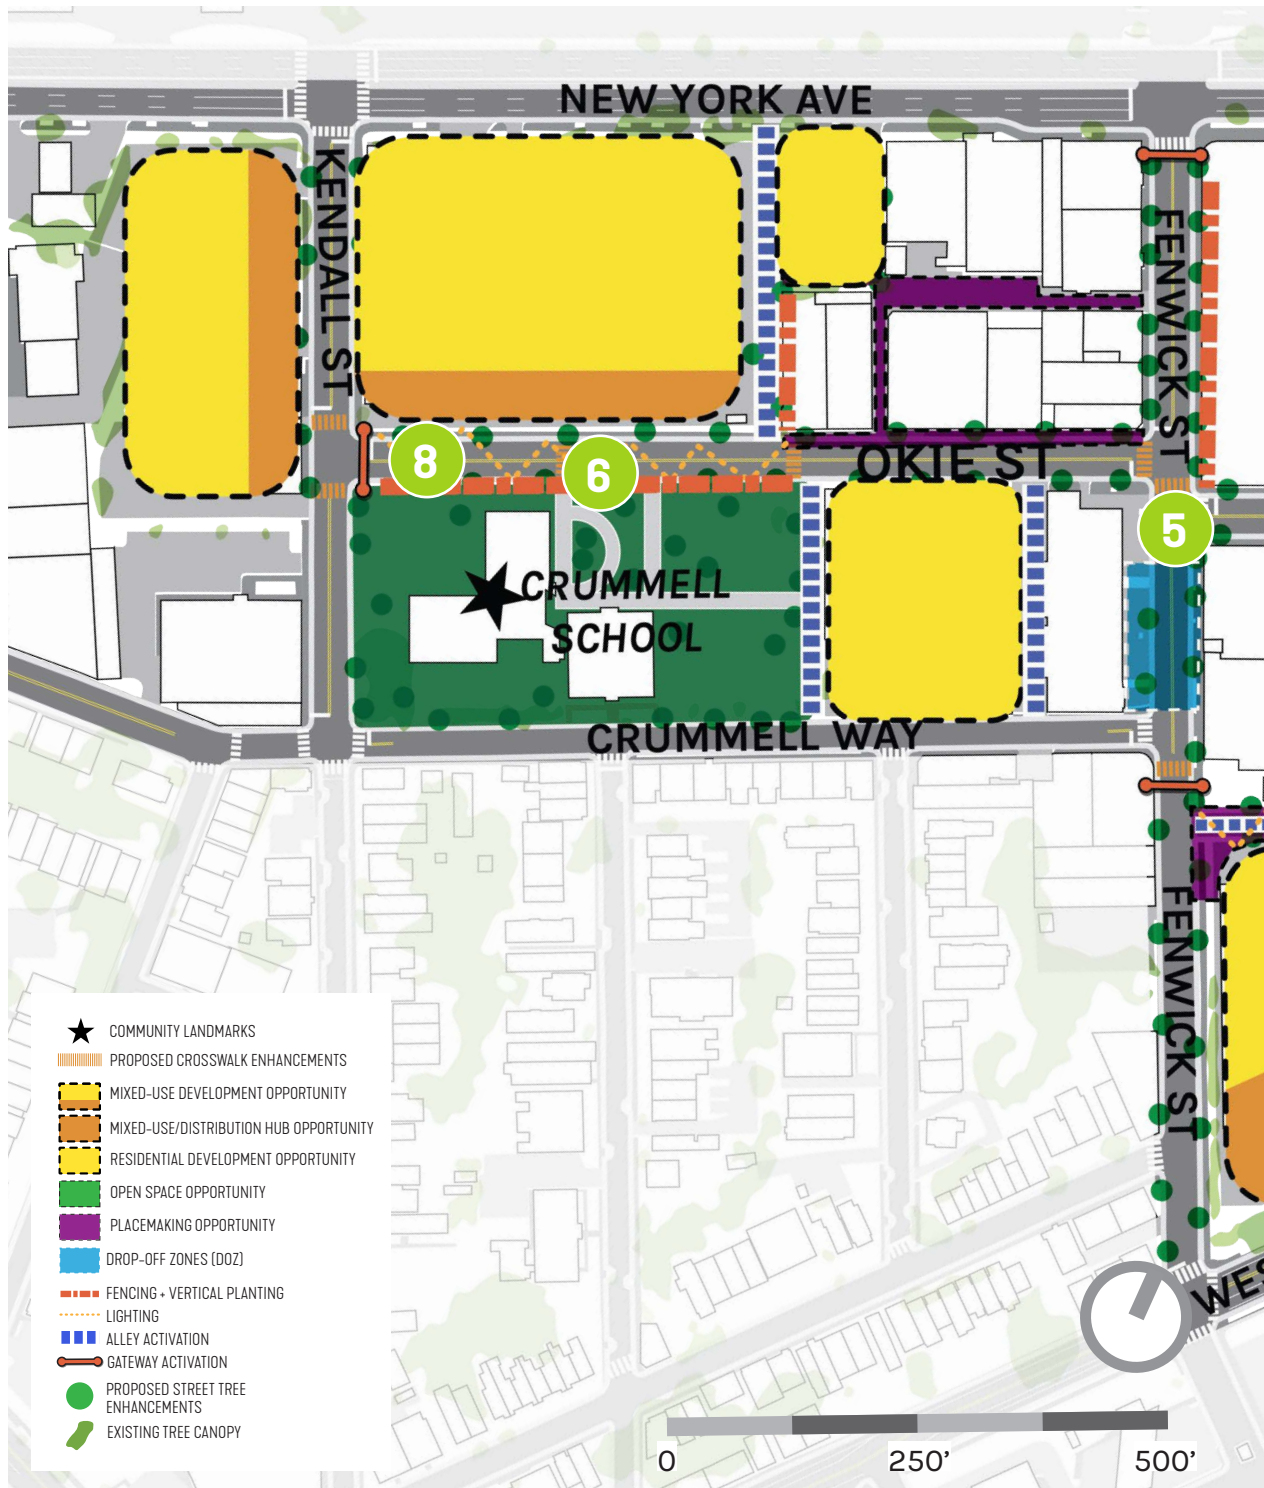 NEW YORK AVE
KENDALL ST
FENWICK ST
8
6
OKIE ST
5
CRUMMELL
SCHOOL
CRUMMELL WAY
FENWICK ST
WES
COMMUNITY LANDMARKS
PROPOSED CROSSWALK ENHANCEMENTS
MIXED-USE DEVELOPMENT OPPORTUNITY
MIXED-USE/DISTRIBUTION HUB OPPORTUNITY
RESIDENTIAL DEVELOPMENT OPPORTUNITY
OPEN SPACE OPPORTUNITY
PLACEMAKING OPPORTUNITY
DROP-OFF ZONES (DOZ)
FENCING + VERTICAL PLANTING
LIGHTING
ALLEY ACTIVATION
GATEWAY ACTIVATION
PROPOSED STREET TREE
ENHANCEMENTS
EXISTING TREE CANOPY
0 250' 500'